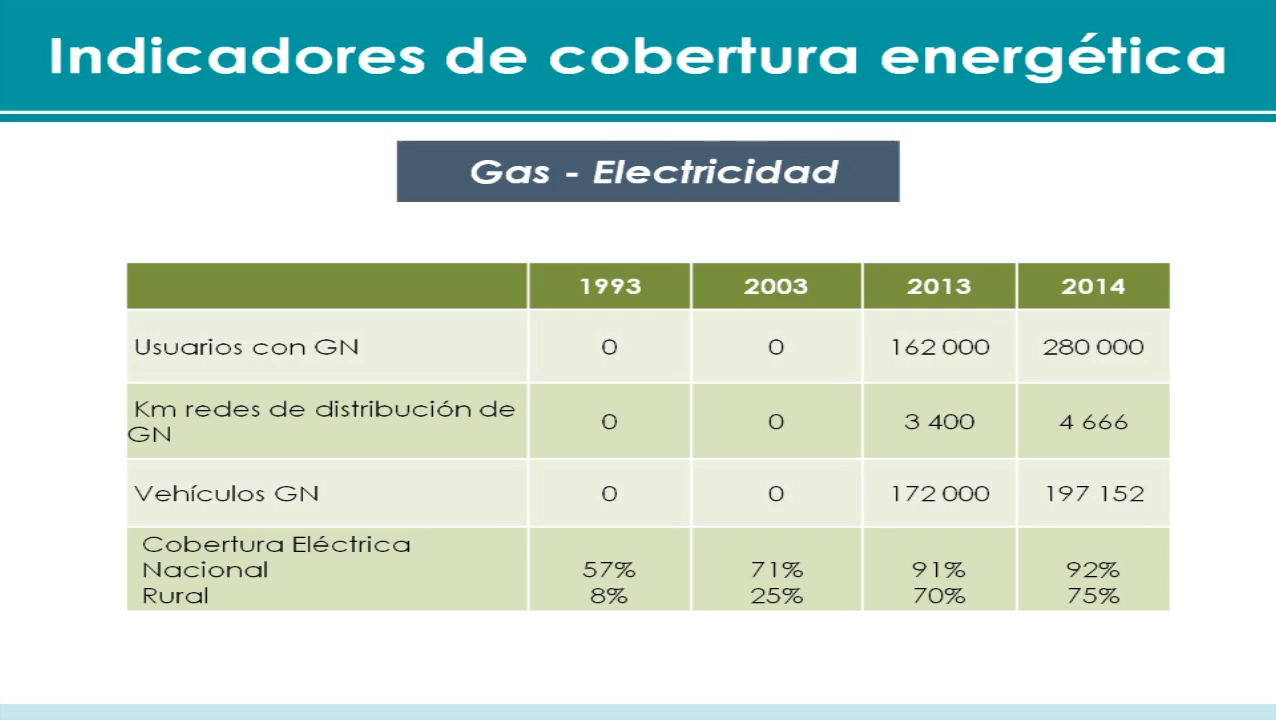 Indicadores de cobertura energética
Gas - Electricidad
1993 2003 2013 2014
Usuarios con GN 0 0 162 000 280 000
Km redes de distribución de
GN 0 0 3 400 4 666
Vehículos GN 0 0 172 000 197 152
Cobertura Eléctrica
Nacional 57% 71% 91% 92%
Rural 8% 25% 70% 75%